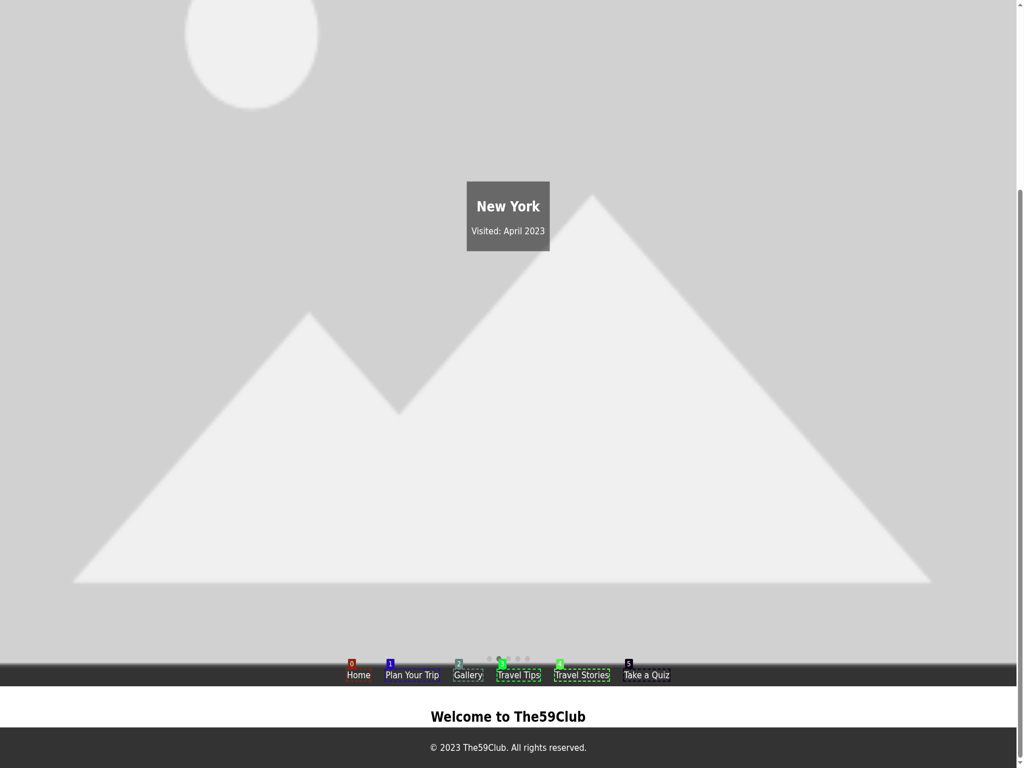 New York
Visited: April 2023
0 1 2 3 4 5
Home Plan Your Trip Gallery Travel Tips Travel Stories Take a Quiz
Welcome to The59Club
© 2023 The59Club. All rights reserved.